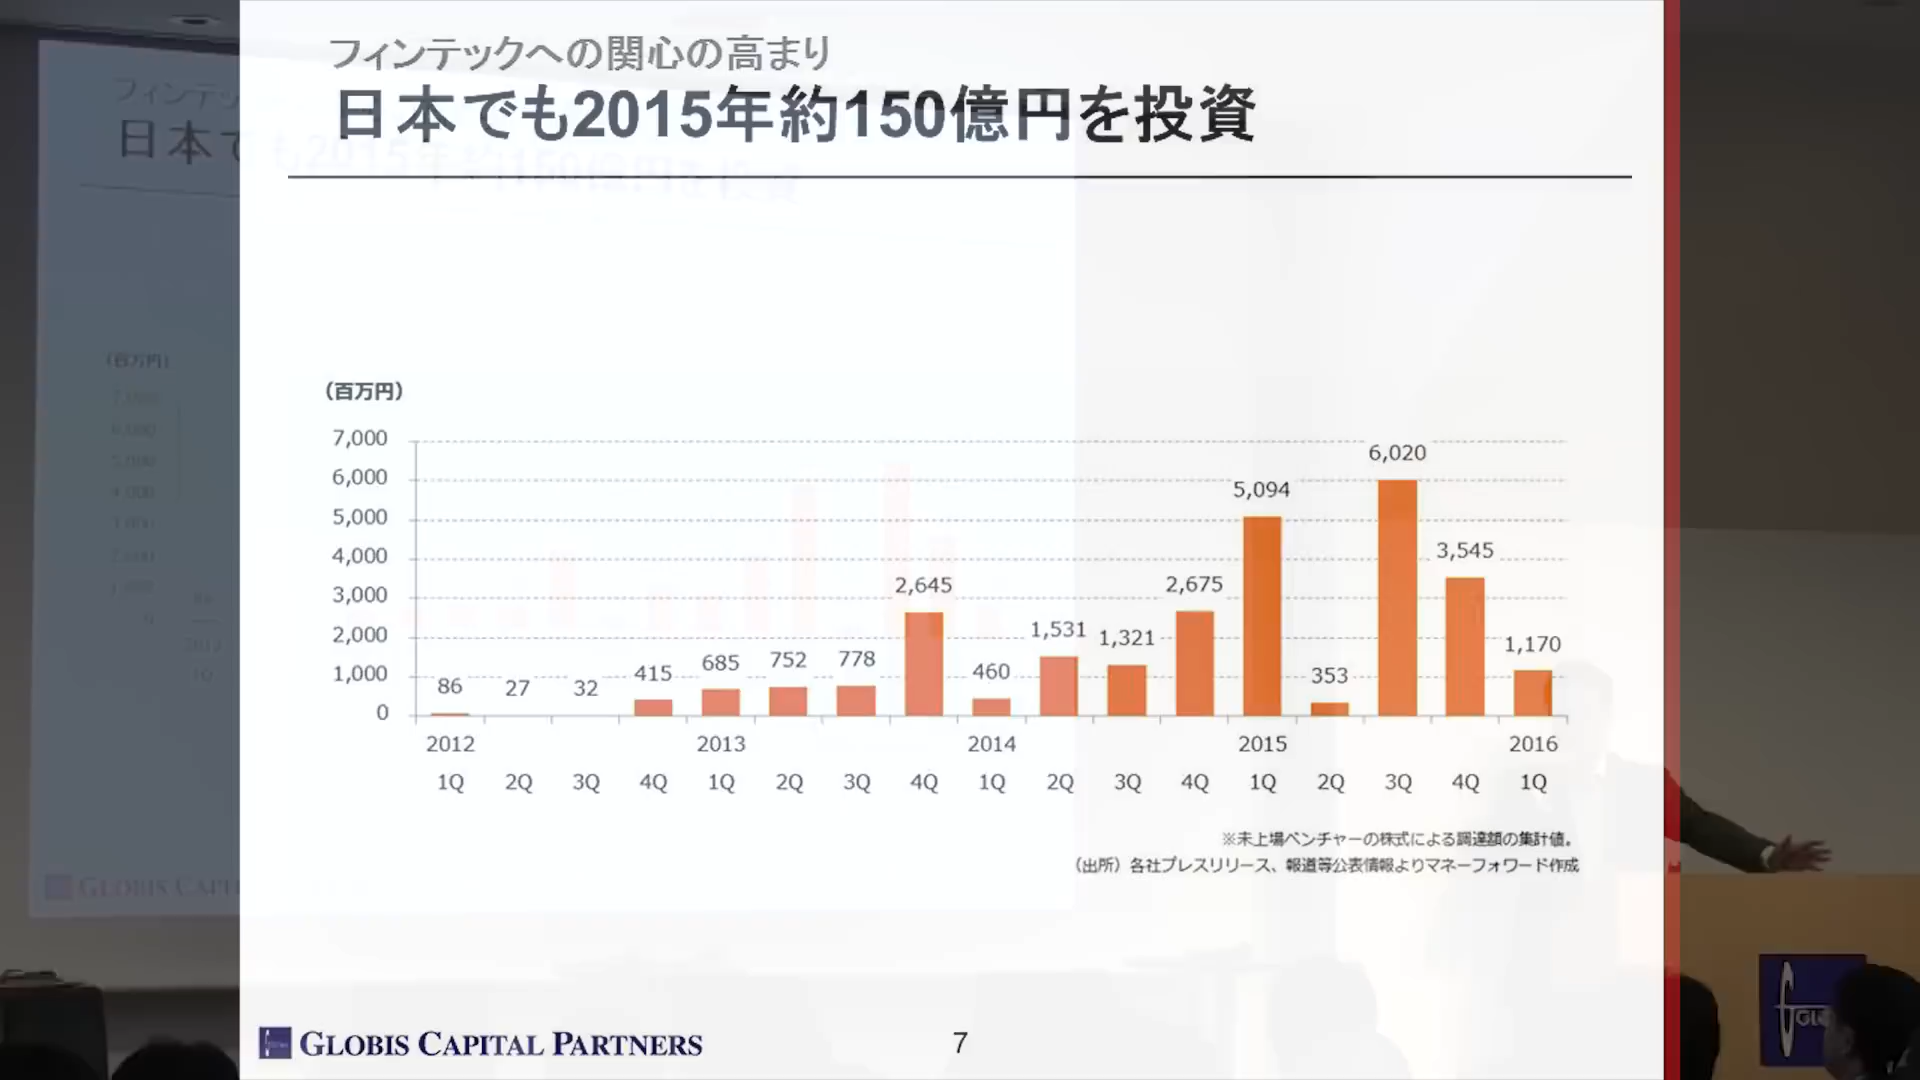 フィンテックへの関心の高まり
日本でも2015年約150億円を投資
（百万円）
7,000
6,000
5,000
4,000
3,000
2,000
1,000
0
86 27 32 415 685 752 778 2,645 460 1,531 1,321 2,675 5,094 353 6,020 3,545 1,170
2012 2013 2014 2015 2016
1Q 2Q 3Q 4Q 1Q 2Q 3Q 4Q 1Q 2Q 3Q 4Q 1Q 2Q 3Q 4Q 1Q
※未上場ベンチャーの株式による調達額の集計値。
（出所）各社プレスリリース、報道等公表情報よりマネーフォワード作成
GLOBIS CAPITAL PARTNERS
7